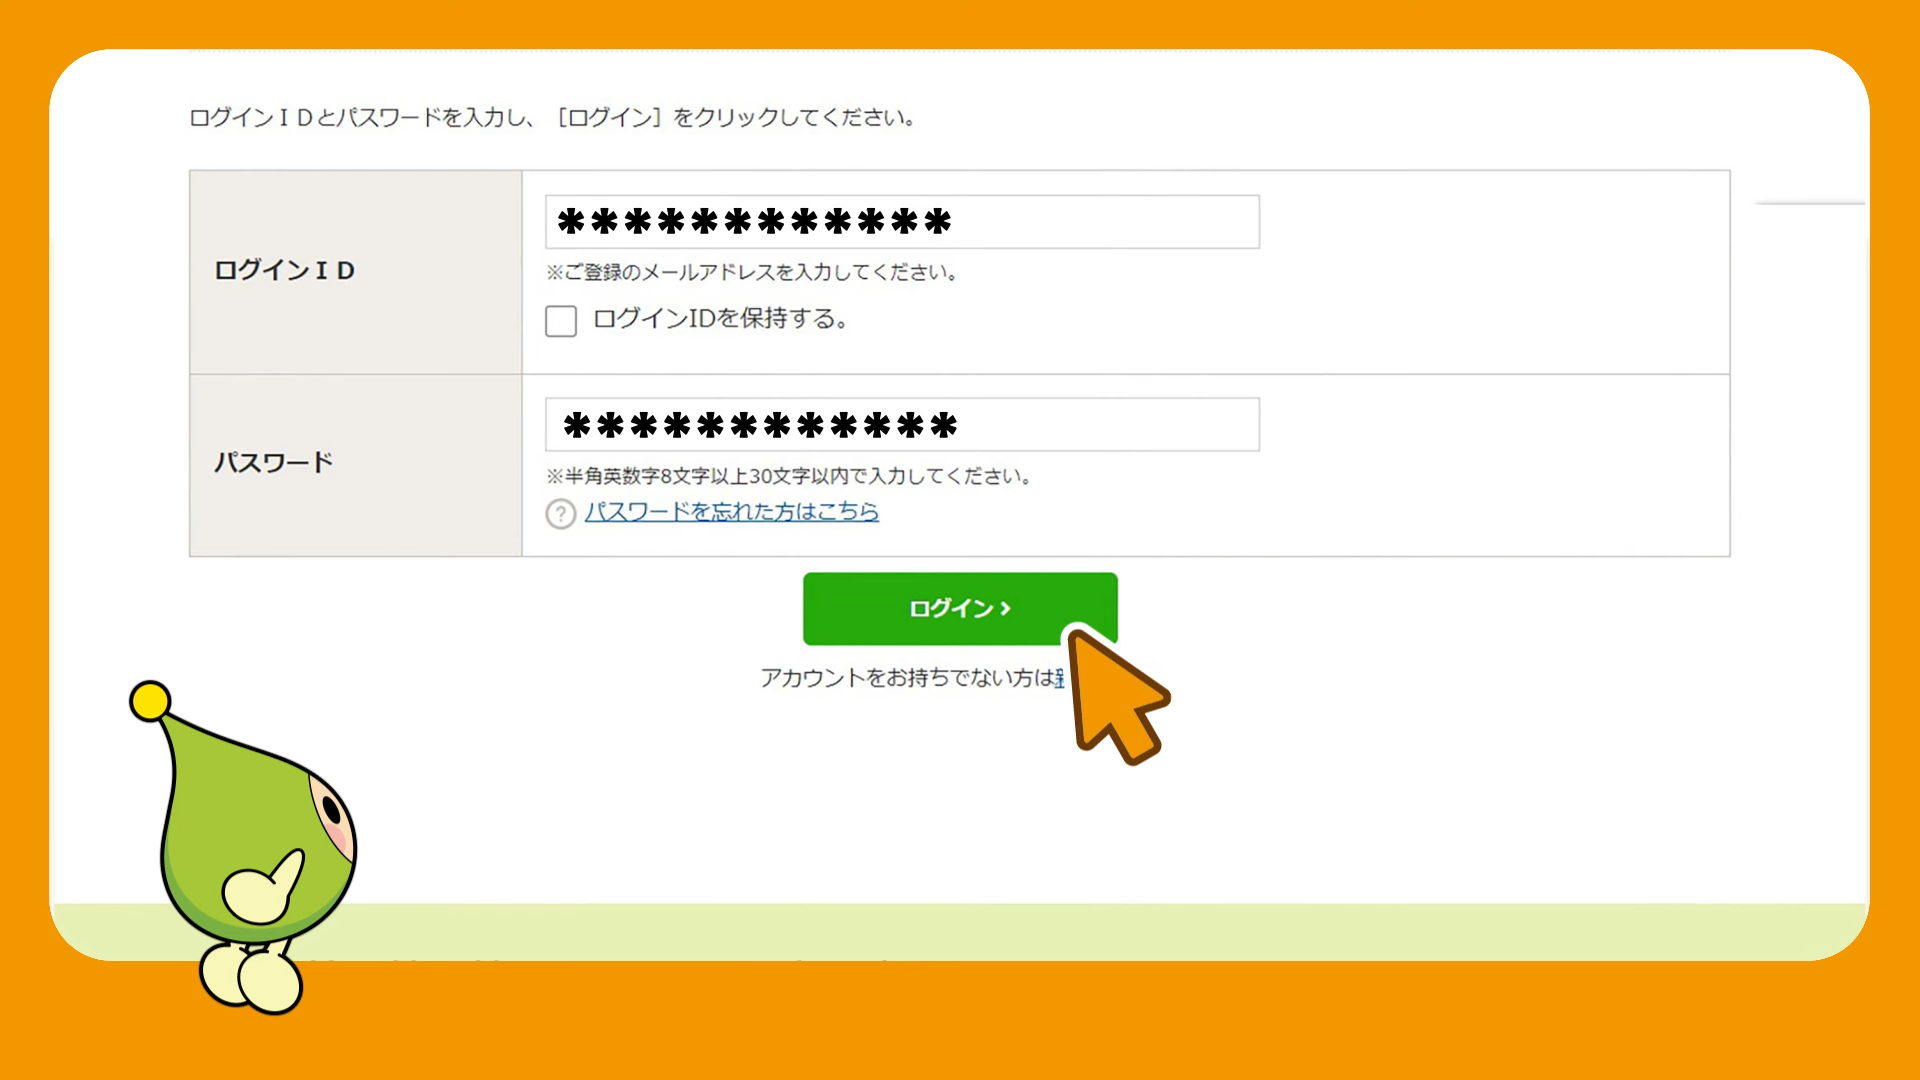 ログインＩＤとパスワードを入力し、［ログイン］をクリックしてください。
ログインＩＤ
*************
※ご登録のメールアドレスを入力してください。
ログインIDを保持する。
パスワード
************
※半角英数字8文字以上30文字以内で入力してください。
? パスワードを忘れた方はこちら
ログイン ›
アカウントをお持ちでない方は